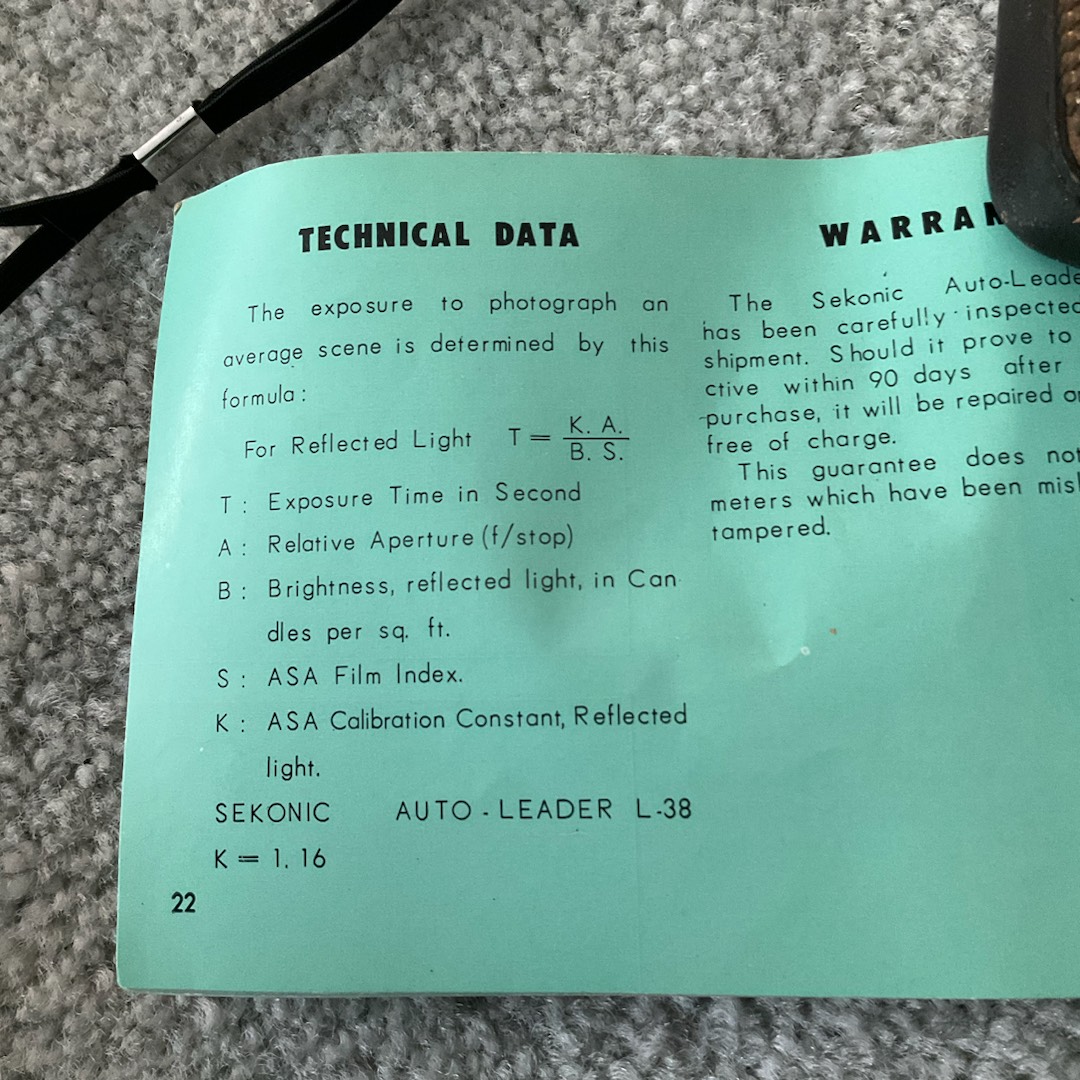 TECHNICAL DATA
The exposure to photograph an
average scene is determined by this
formula:
For Reflected Light T = K. A. / B. S.
T : Exposure Time in Second
A : Relative Aperture (f/stop)
B : Brightness, reflected light, in Can
dles per sq. ft.
S : ASA Film Index.
K : ASA Calibration Constant, Reflected
light.
SEKONIC AUTO - LEADER L-38
K = 1. 16
22
The Sekonic
has been carefully inspected
shipment. Should it prove to
ctive within 90 days after
purchase, it will be repaired
free of charge.
This guarantee does not
meters which have been
tampered.